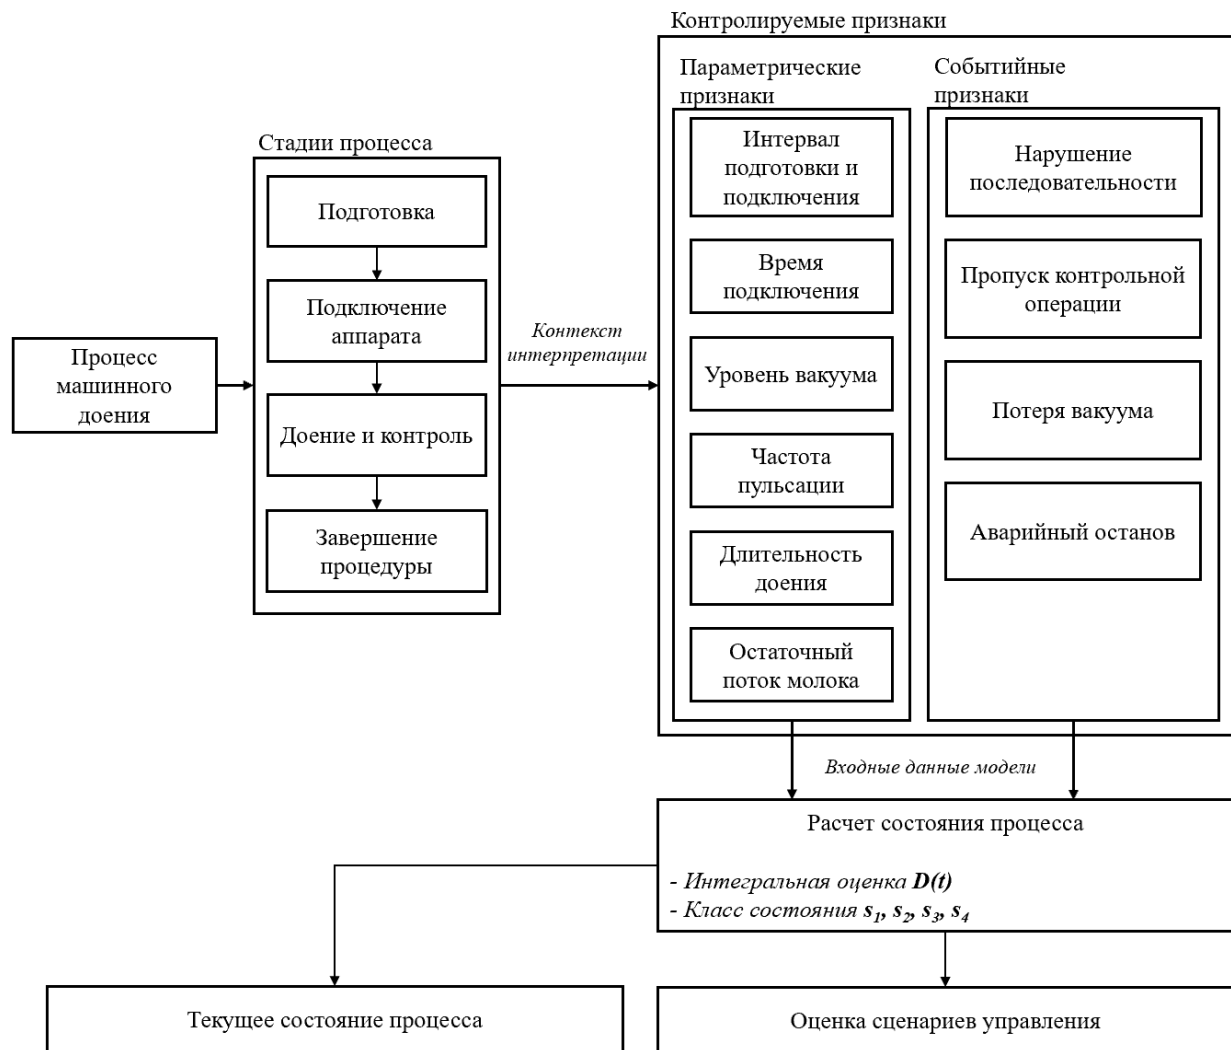 Контролируемые признаки
Параметрические
признаки
Событийные
признаки
Стадии процесса
Подготовка
Подключение
аппарата
Доение и контроль
Завершение
процедуры
Процесс
машинного
доения
Контекст
интерпретации
Интервал
подготовки и
подключения
Время
подключения
Уровень вакуума
Частота
пульсации
Длительность
доения
Остаточный
поток молока
Нарушение
последовательности
Пропуск контрольной
операции
Потеря вакуума
Аварийный останов
Входные данные модели
Расчет состояния процесса
- Интегральная оценка D(t)
- Класс состояния s₁, s₂, s₃, s₄
Текущее состояние процесса
Оценка сценариев управления